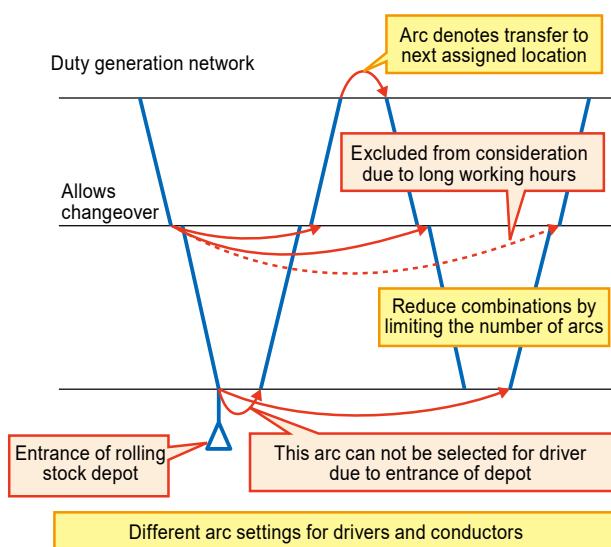 Arc denotes transfer to
next assigned location
Duty generation network
Excluded from consideration
due to long working hours
Allows
changeover
Reduce combinations by
limiting the number of arcs
Entrance of rolling
stock depot
This arc can not be selected for driver
due to entrance of depot
Different arc settings for drivers and conductors